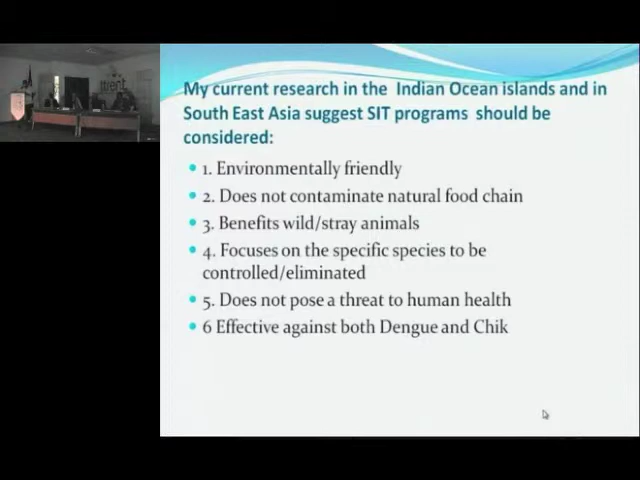 trent
My current research in the Indian Ocean islands and in
South East Asia suggest SIT programs should be
considered:
1. Environmentally friendly
2. Does not contaminate natural food chain
3. Benefits wild/stray animals
4. Focuses on the specific species to be
controlled/eliminated
5. Does not pose a threat to human health
6 Effective against both Dengue and Chik